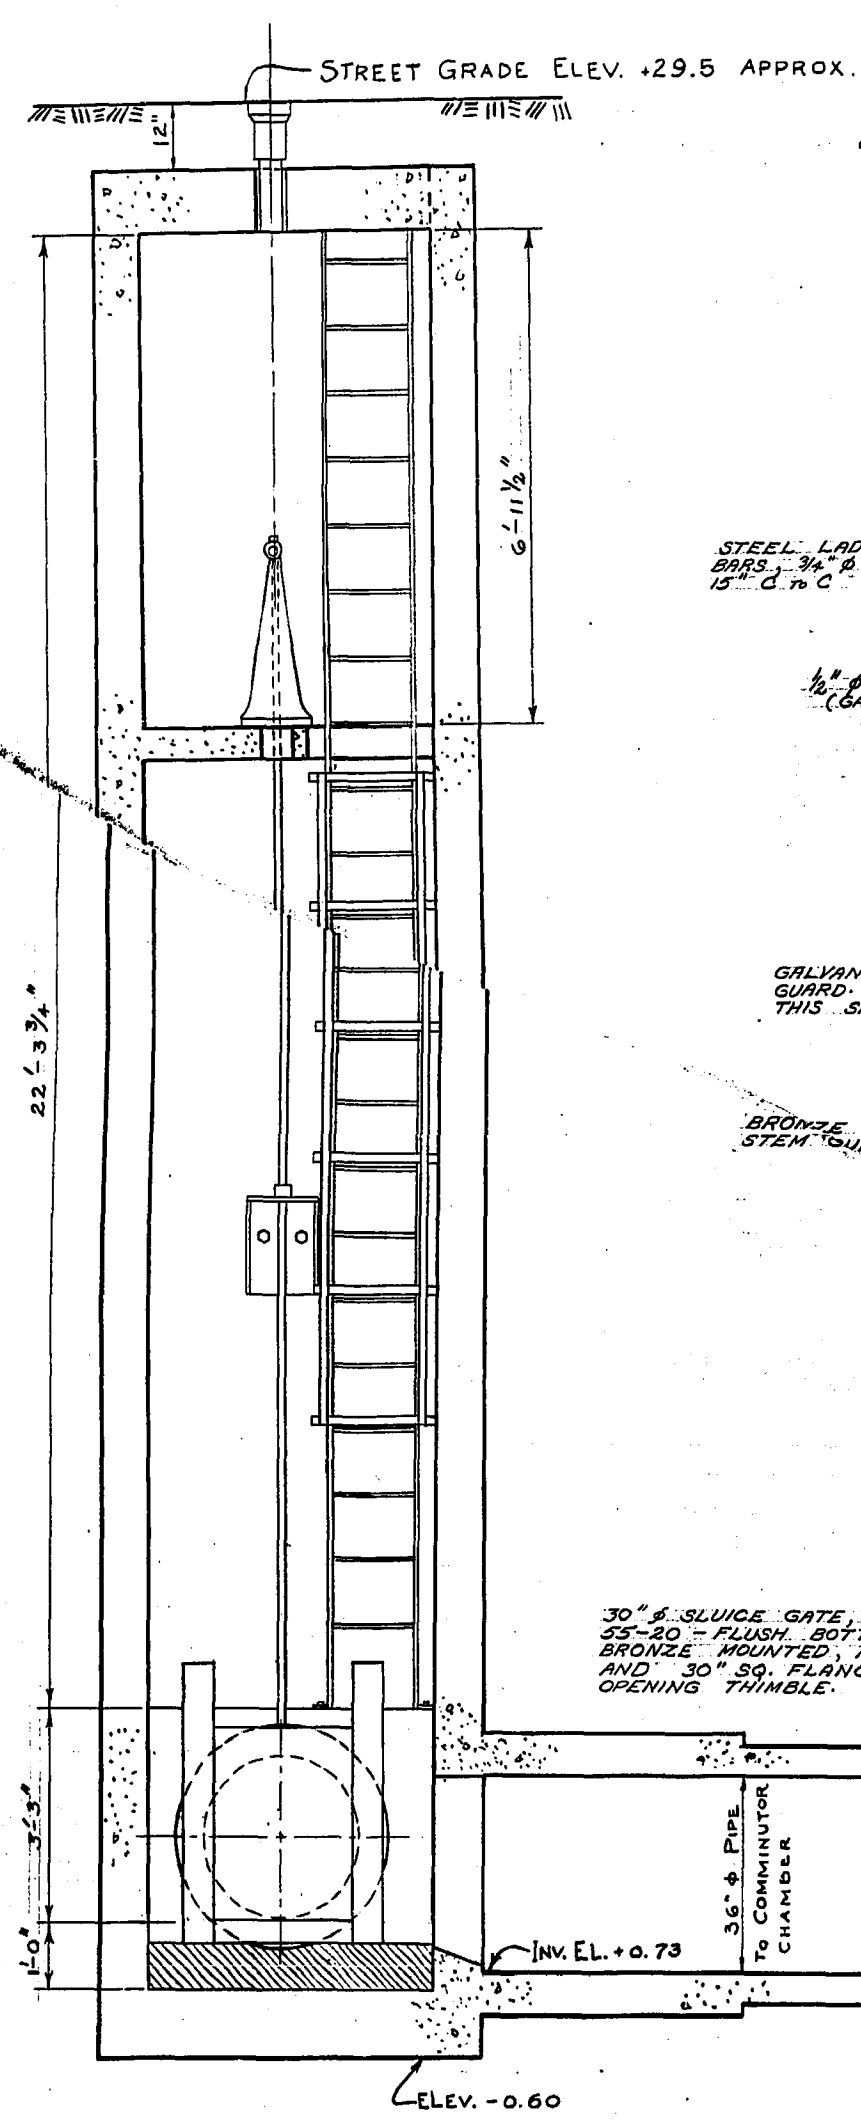 STREET GRADE ELEV. +29.5 APPROX.
12"
6'-11 1/2"
STEEL LAD
BARS, 3/4" φ
15" C TO C
1/2" φ
(GA
22'-3 3/4"
GALVAN
GUARD.
THIS S
BRONZE
STEM GUI
30" φ SLUICE GATE,
55-20 - FLUSH BOTT
BRONZE MOUNTED,
AND 30" SQ. FLANG
OPENING THIMBLE.
3'-3"
36" φ PIPE
TO COMMINUTOR
CHAMBER
1'-0"
INV. EL. +0.73
ELEV. -0.60